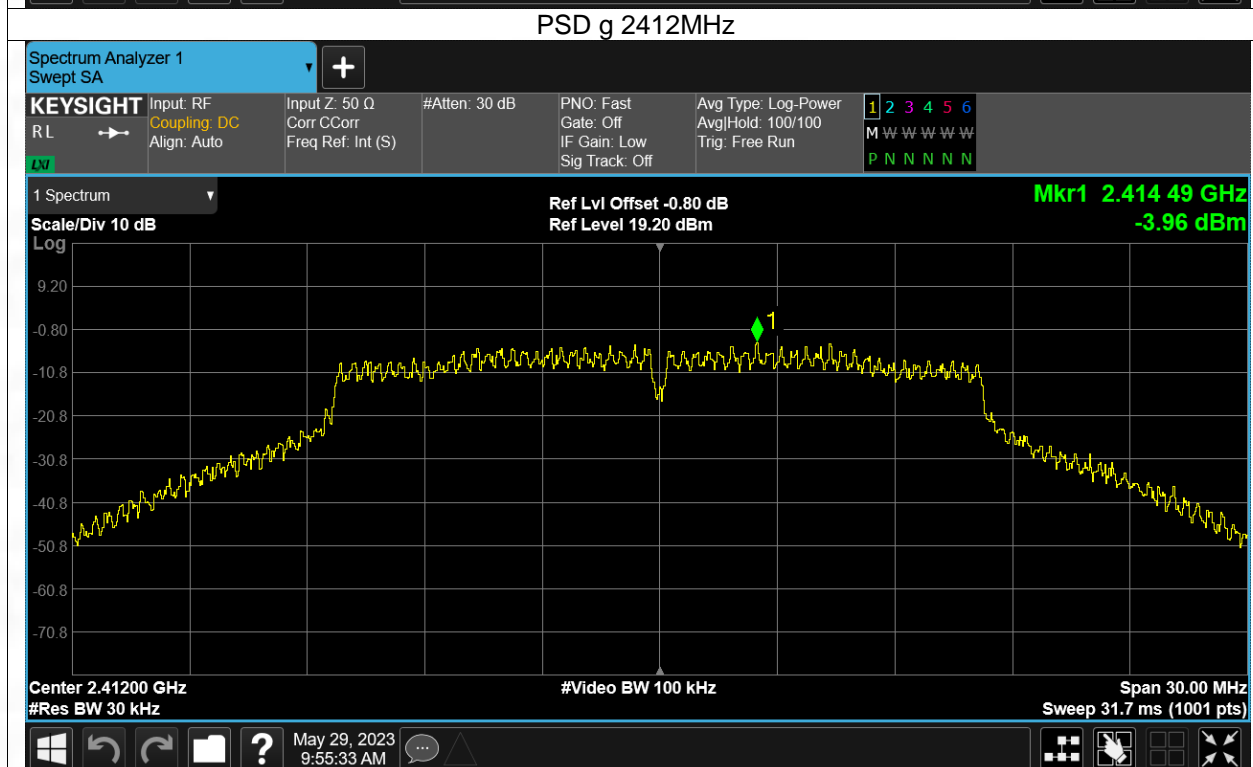 PSD g 2412MHz
Spectrum Analyzer 1
Swept SA
KEYSIGHT
RL
LXI
Input: RF
Coupling: DC
Align: Auto
Input Z: 50 Ω
Corr CCorr
Freq Ref: Int (S)
#Atten: 30 dB
PNO: Fast
Gate: Off
IF Gain: Low
Sig Track: Off
Avg Type: Log-Power
Avg|Hold: 100/100
Trig: Free Run
1 2 3 4 5 6
M W W W W W
P N N N N N
1 Spectrum
Scale/Div 10 dB
Log
Ref Lvl Offset -0.80 dB
Ref Level 19.20 dBm
Mkr1 2.414 49 GHz
-3.96 dBm
9.20
-0.80
-10.8
-20.8
-30.8
-40.8
-50.8
-60.8
-70.8
1
Center 2.41200 GHz
#Res BW 30 kHz
#Video BW 100 kHz
Span 30.00 MHz
Sweep 31.7 ms (1001 pts)
?
May 29, 2023
9:55:33 AM